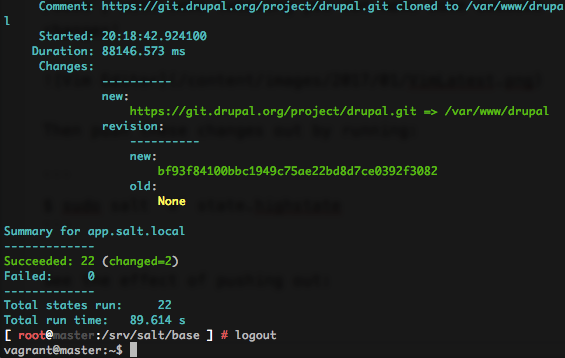 Comment: https://git.drupal.org/project/drupal.git cloned to /var/www/drupa
l
Started: 20:18:42.924100
Duration: 88146.573 ms
Changes:
----------
new:
https://git.drupal.org/project/drupal.git => /var/www/drupal
revision:
----------
new:
bf93f84100bbc1949c75ae22bd8d7ce0392f3082
old:
None
Summary for app.salt.local
-------------
Succeeded: 22 (changed=2)
Failed: 0
-------------
Total states run: 22
Total run time: 89.614 s
[ root@master:/srv/salt/base ] # logout
vagrant@master:~$